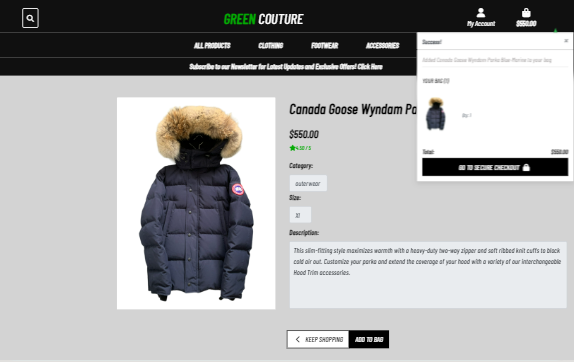 GREEN COUTURE
My Account
$550.00
ALL PRODUCTS
CLOTHING
FOOTWEAR
ACCESSORIES
Subscribe to our Newsletter for Latest Updates and Exclusive Offers! Click Here
Success!
×
Added Canada Goose Wyndam Parka Blue Marine to your bag
YOUR BAG (1)
Qty: 1
Total:
$550.00
GO TO SECURE CHECKOUT
Canada Goose Wyndam Pa
$550.00
4.50 / 5
Category:
outerwear
Size:
Xl
Description:
This slim-fitting style maximizes warmth with a heavy-duty two-way zipper and soft ribbed knit cuffs to black
cold air out. Customize your parka and extend the coverage of your hood with a variety of our interchangeable
Hood Trim accessories.
KEEP SHOPPING
ADD TO BAG